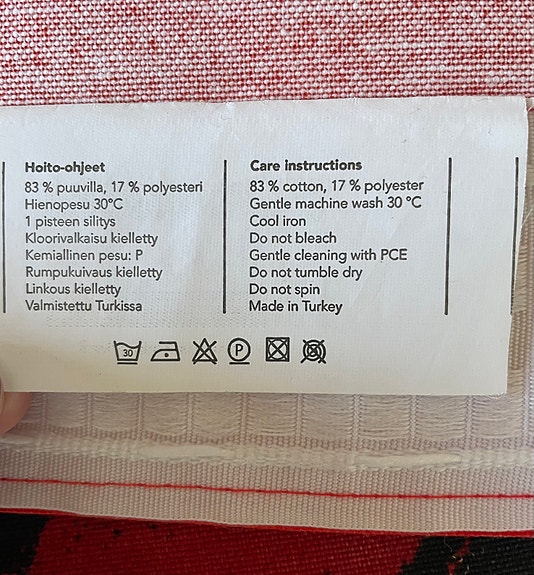 Hoito-ohjeet
83 % puuvilla, 17 % polyesteri
Hienopesu 30°C
1 pisteen silitys
Kloorivalkaisu kielletty
Kemiallinen pesu: P
Rumpukuivaus kielletty
Linkous kielletty
Valmistettu Turkissa
Care instructions
83 % cotton, 17 % polyester
Gentle machine wash 30 °C
Cool iron
Do not bleach
Gentle cleaning with PCE
Do not tumble dry
Do not spin
Made in Turkey
30 P